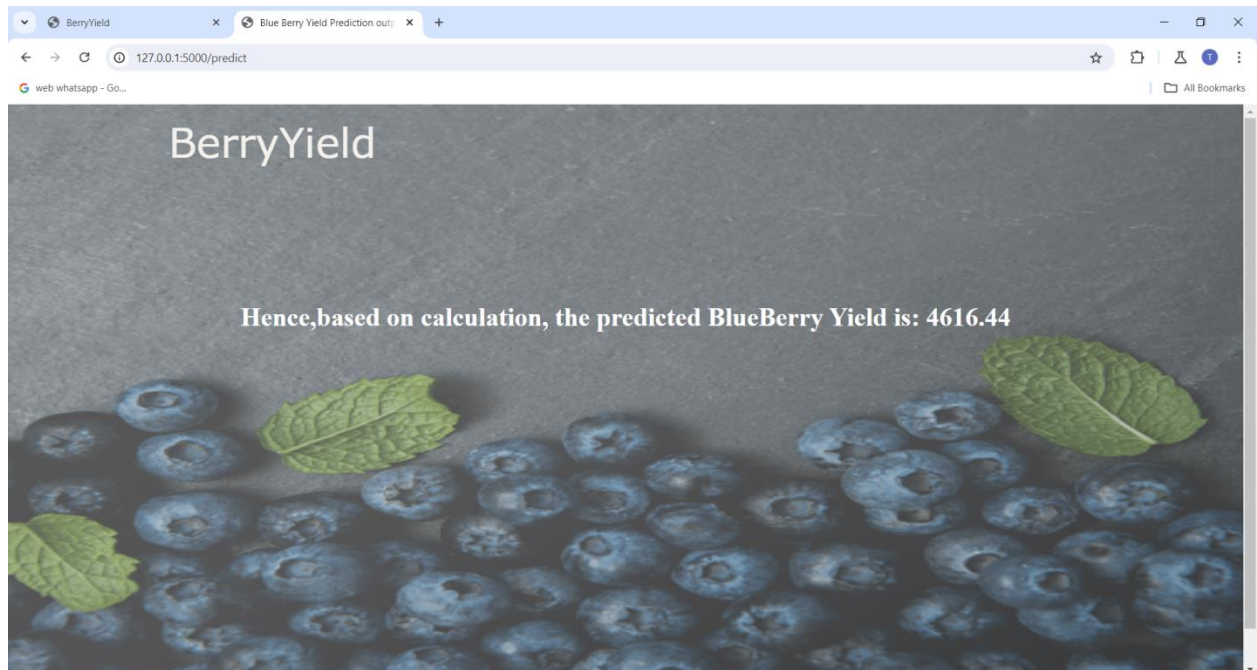 BerryYield
Blue Berry Yield Prediction outp
127.0.0.1:5000/predict
T
G web whatsapp - Go...
All Bookmarks
BerryYield
Hence,based on calculation, the predicted BlueBerry Yield is: 4616.44